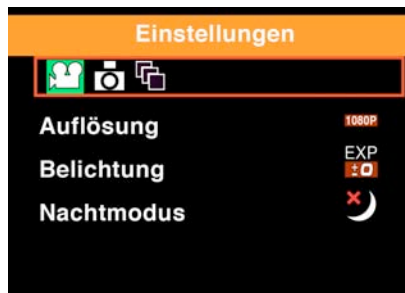 Einstellungen
Auflösung 1080P
EXP
Belichtung ±0
Nachtmodus